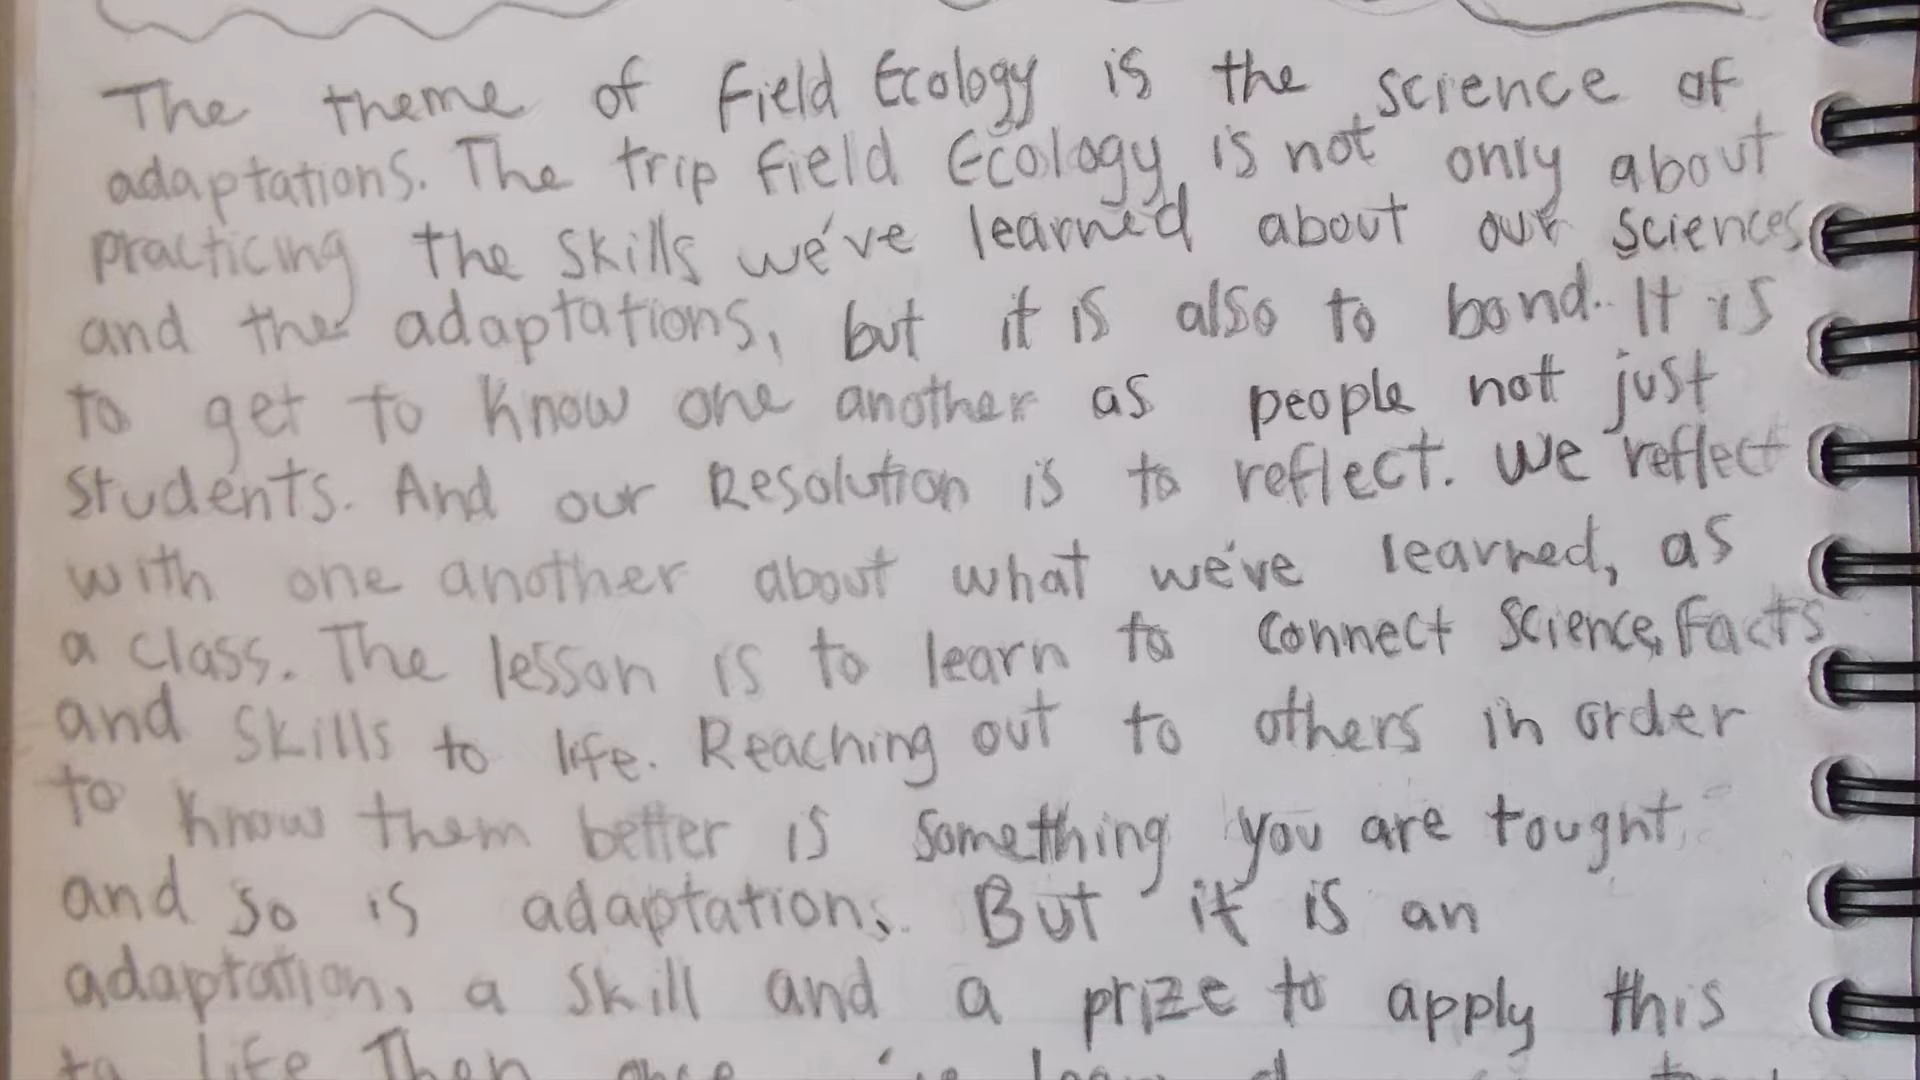 The theme of Field Ecology is the science of
adaptations. The trip Field Ecology is not only about
practicing the skills we've learned about our sciences
and the adaptations, but it is also to bond. It is
to get to know one another as people not just
students. And our Resolution is to reflect. We reflect
with one another about what we've learned, as
a class. The lesson is to learn to connect Science, Facts
and skills to life. Reaching out to others in order
to know them better is something you are tought
and so is adaptation. But it is an
adaptation, a skill and a prize to apply this
to life Then once